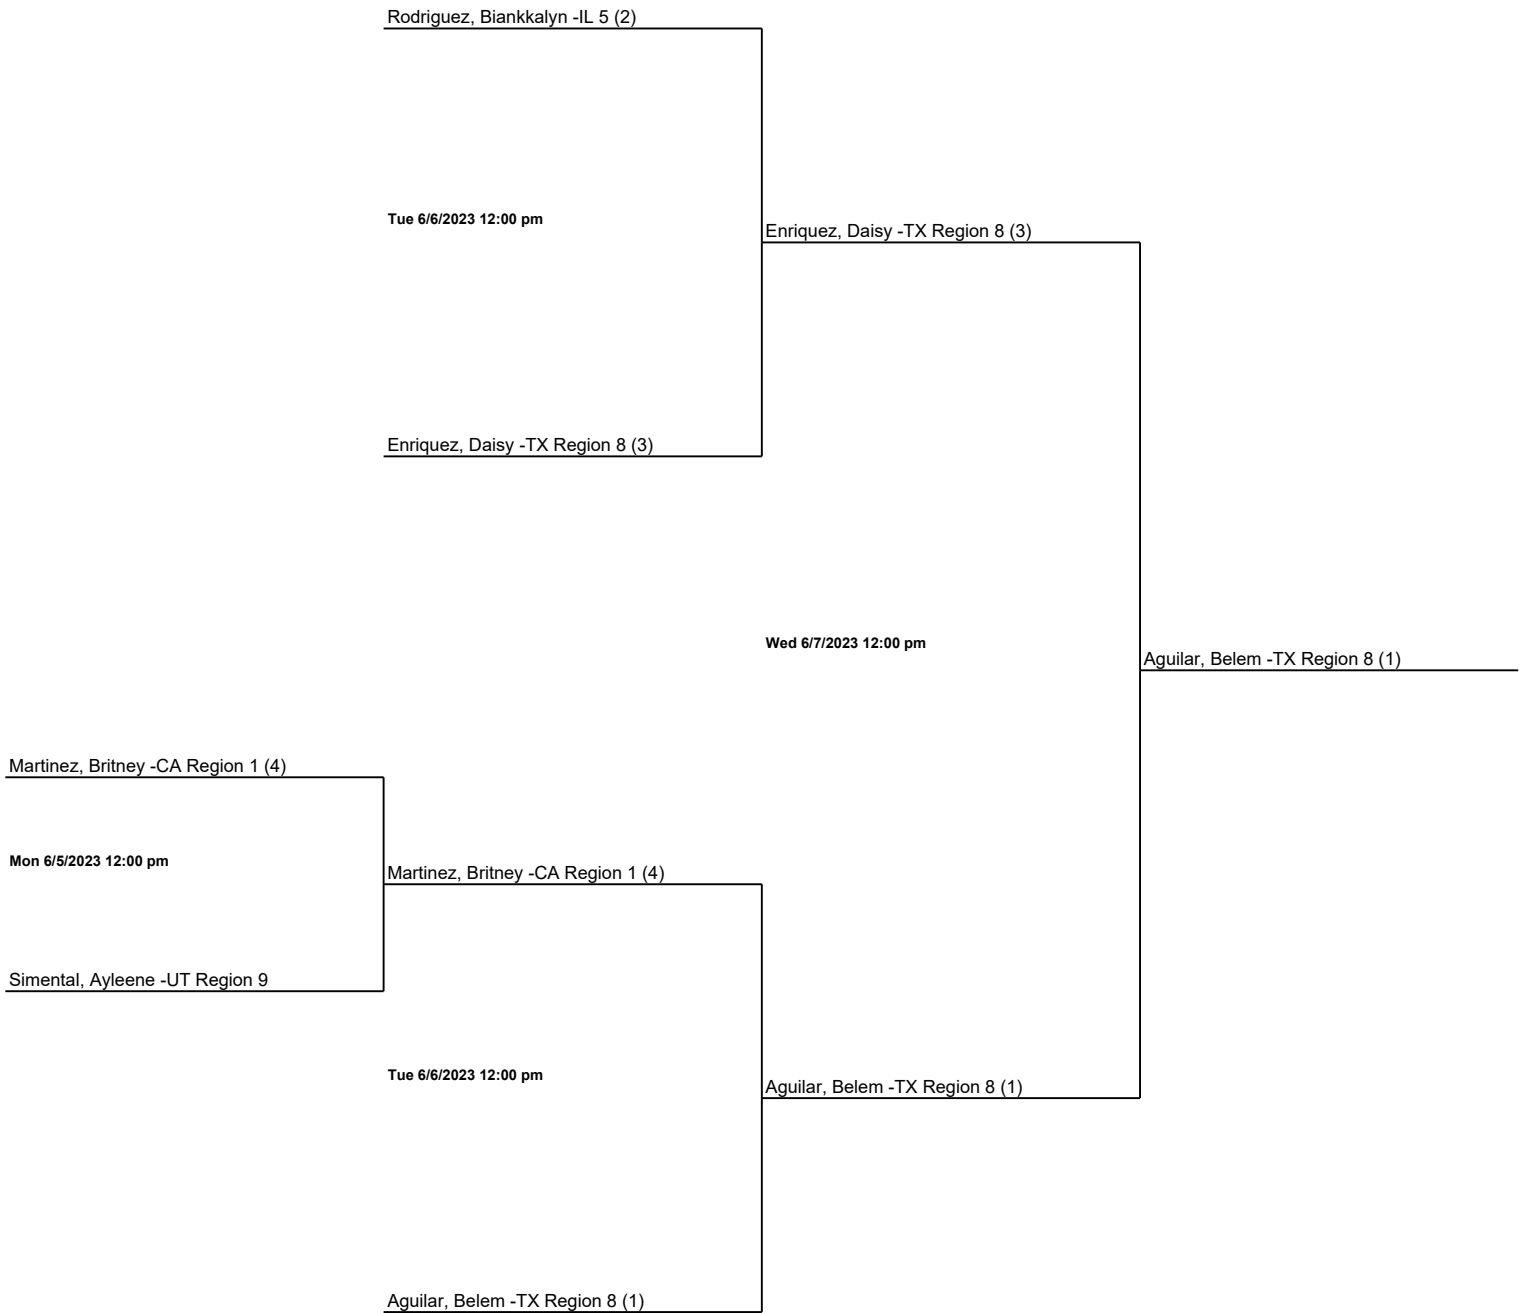 Rodriguez, Biankkalyn -IL 5 (2)
Tue 6/6/2023 12:00 pm
Enriquez, Daisy -TX Region 8 (3)
Enriquez, Daisy -TX Region 8 (3)
Wed 6/7/2023 12:00 pm
Aguilar, Belem -TX Region 8 (1)
Martinez, Britney -CA Region 1 (4)
Mon 6/5/2023 12:00 pm
Martinez, Britney -CA Region 1 (4)
Simental, Ayleene -UT Region 9
Tue 6/6/2023 12:00 pm
Aguilar, Belem -TX Region 8 (1)
Aguilar, Belem -TX Region 8 (1)